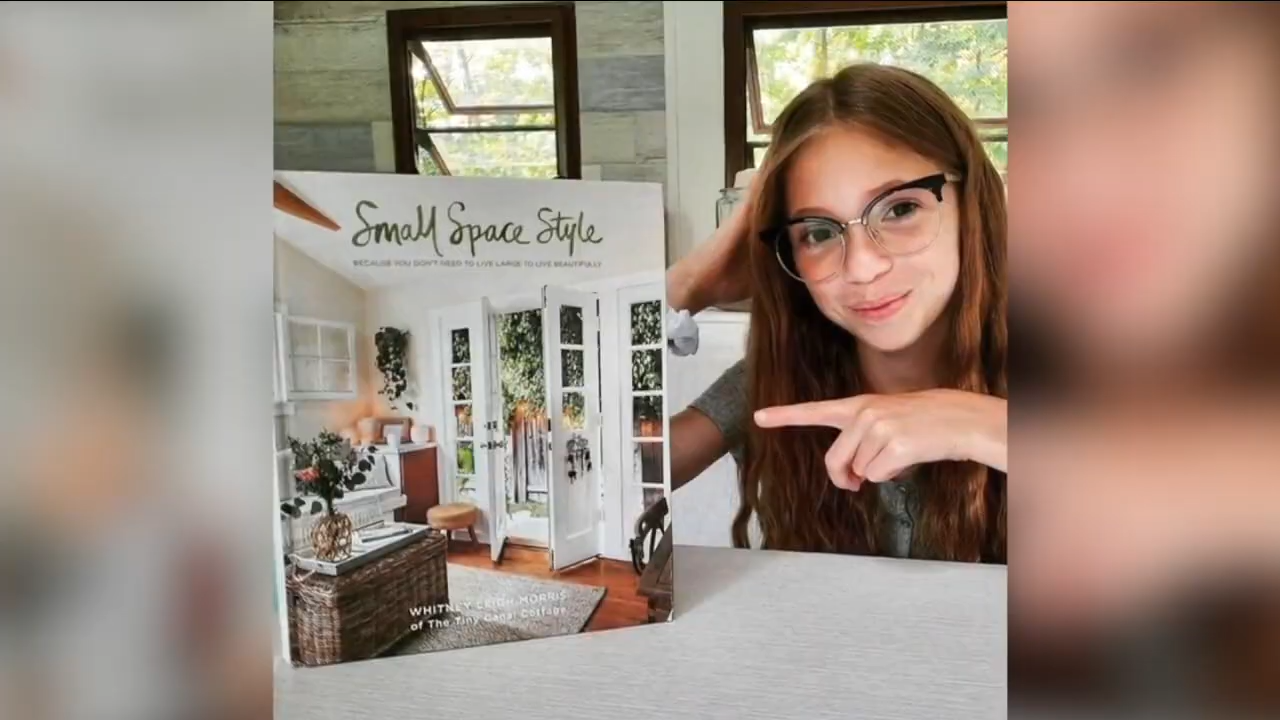 Small Space Style
BECAUSE YOU DON'T NEED TO LIVE LARGE TO LIVE BEAUTIFULLY
WHITNEY LEIGH MORRIS
of The Tiny Canal Cottage